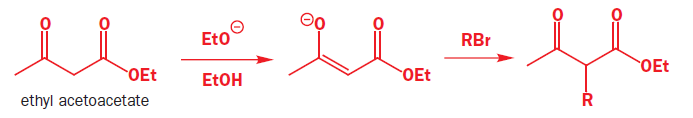 O O
OEt
ethyl acetoacetate
EtO⊖
EtOH
⊖O O
OEt
RBr
O O
OEt
R